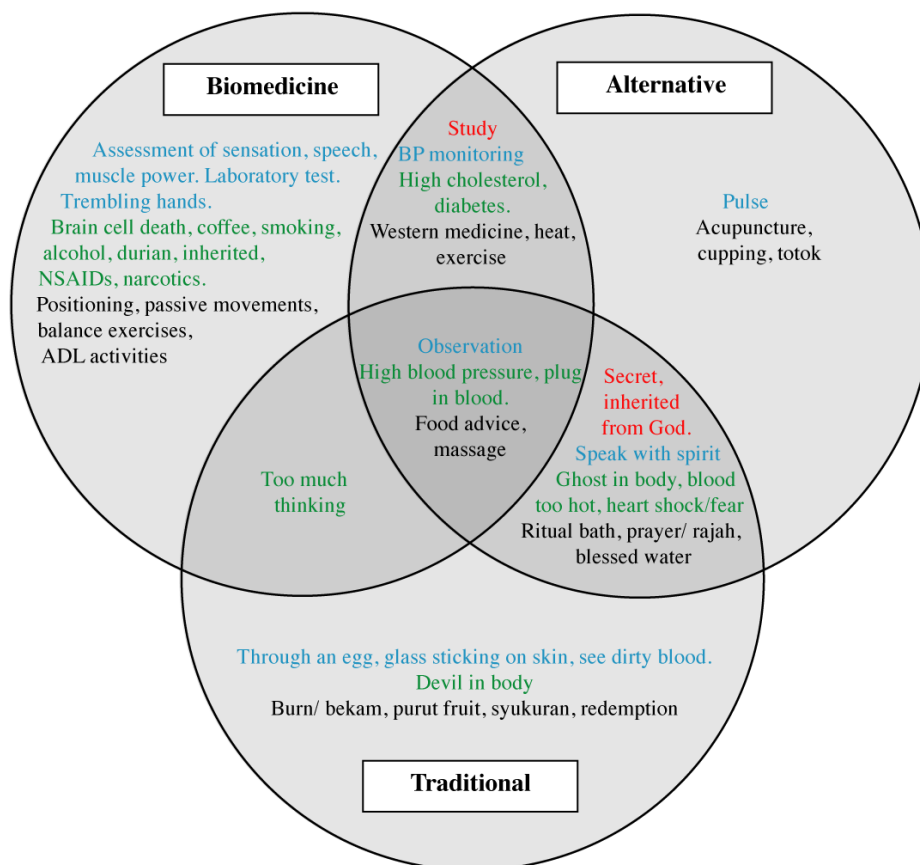 Biomedicine
Alternative
Assessment of sensation, speech,
muscle power. Laboratory test.
Trembling hands.
Brain cell death, coffee, smoking,
alcohol, durian, inherited,
NSAIDs, narcotics.
Positioning, passive movements,
balance exercises,
ADL activities
Study
BP monitoring
High cholesterol,
diabetes.
Western medicine, heat,
exercise
Pulse
Acupuncture,
cupping, totok
Observation
High blood pressure, plug
in blood.
Food advice,
massage
Secret,
inherited
from God.
Speak with spirit
Ghost in body, blood
too hot, heart shock/fear
Ritual bath, prayer/ rajah,
blessed water
Too much
thinking
Through an egg, glass sticking on skin, see dirty blood.
Devil in body
Burn/ bekam, purut fruit, syukuran, redemption
Traditional